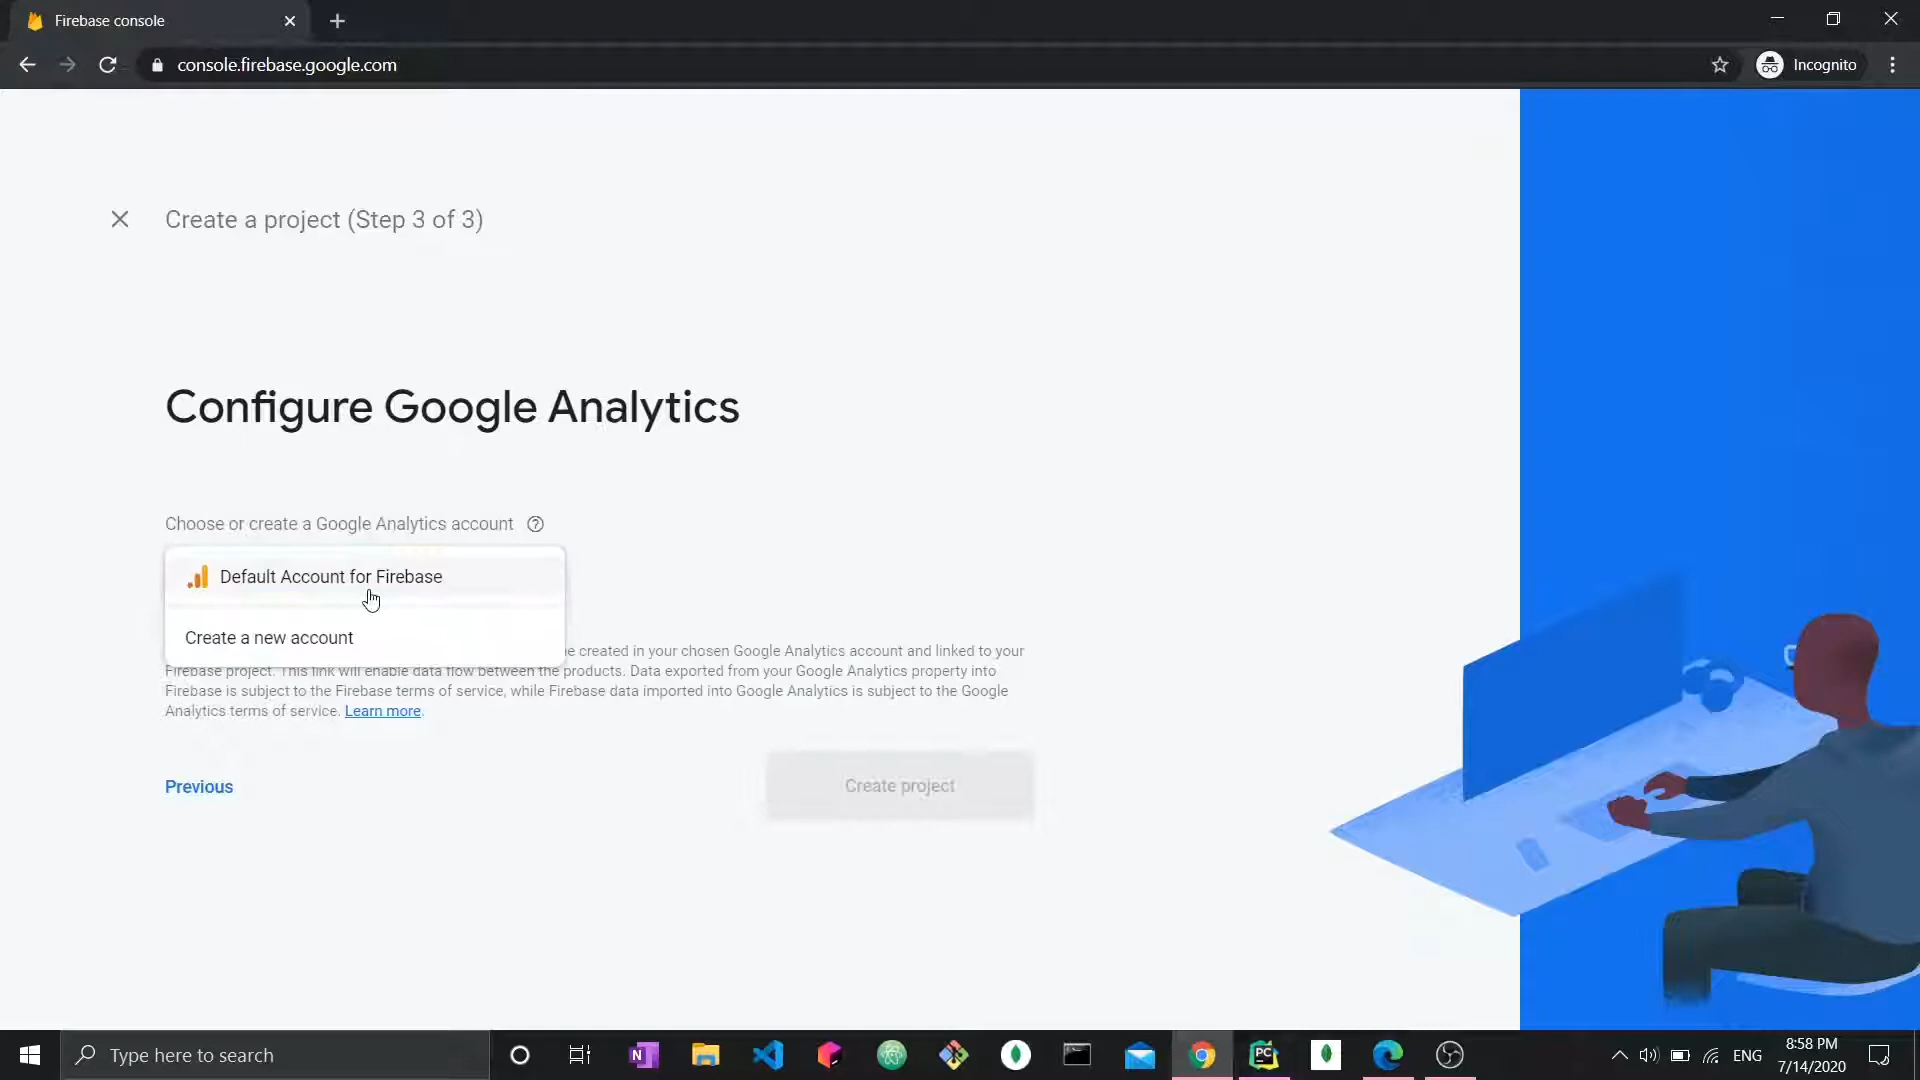 Firebase console
console.firebase.google.com
Incognito
Create a project (Step 3 of 3)
Configure Google Analytics
Choose or create a Google Analytics account
Default Account for Firebase
Create a new account
e created in your chosen Google Analytics account and linked to your
Firebase project. This link will enable data flow between the products. Data exported from your Google Analytics property into
Firebase is subject to the Firebase terms of service, while Firebase data imported into Google Analytics is subject to the Google
Analytics terms of service. Learn more.
Previous
Create project
Type here to search
N
PC
ENG
8:58 PM
7/14/2020